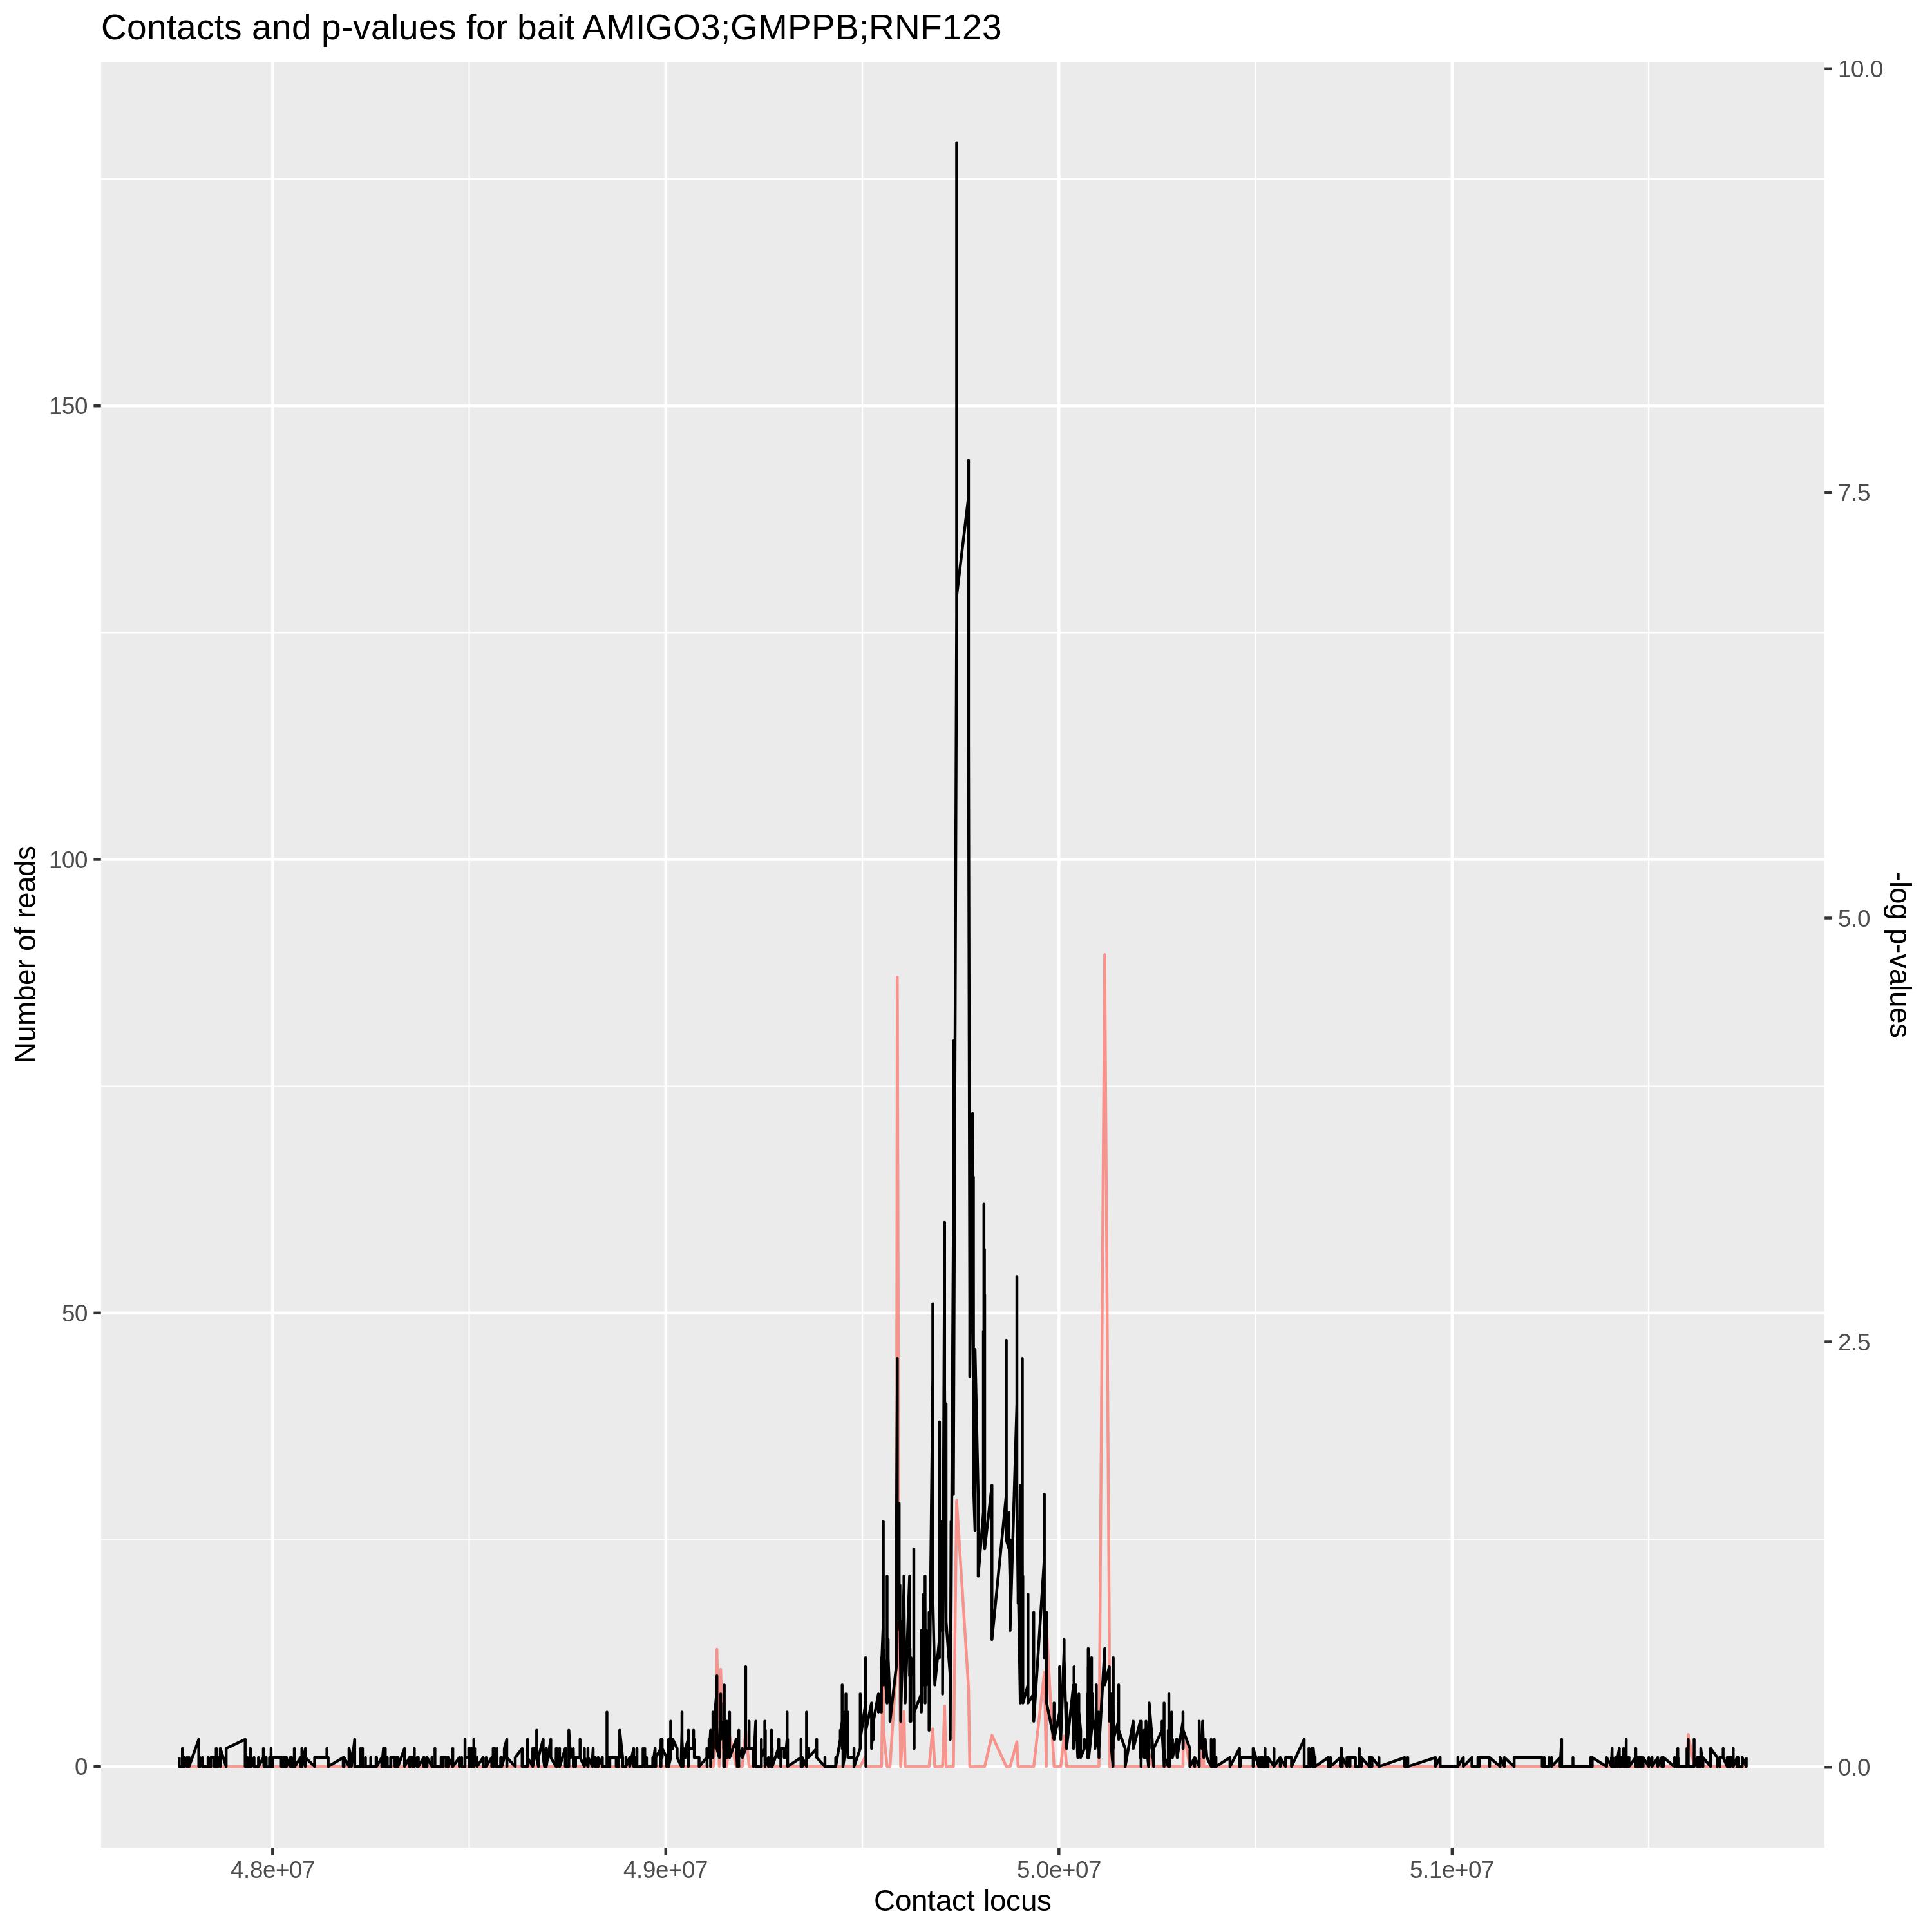 Contacts and p-values for bait AMIGO3;GMPPB;RNF123
10.0
150
7.5
100
5.0
Number of reads
-log p-values
50
2.5
0
0.0
4.8e+07
4.9e+07
5.0e+07
5.1e+07
Contact locus